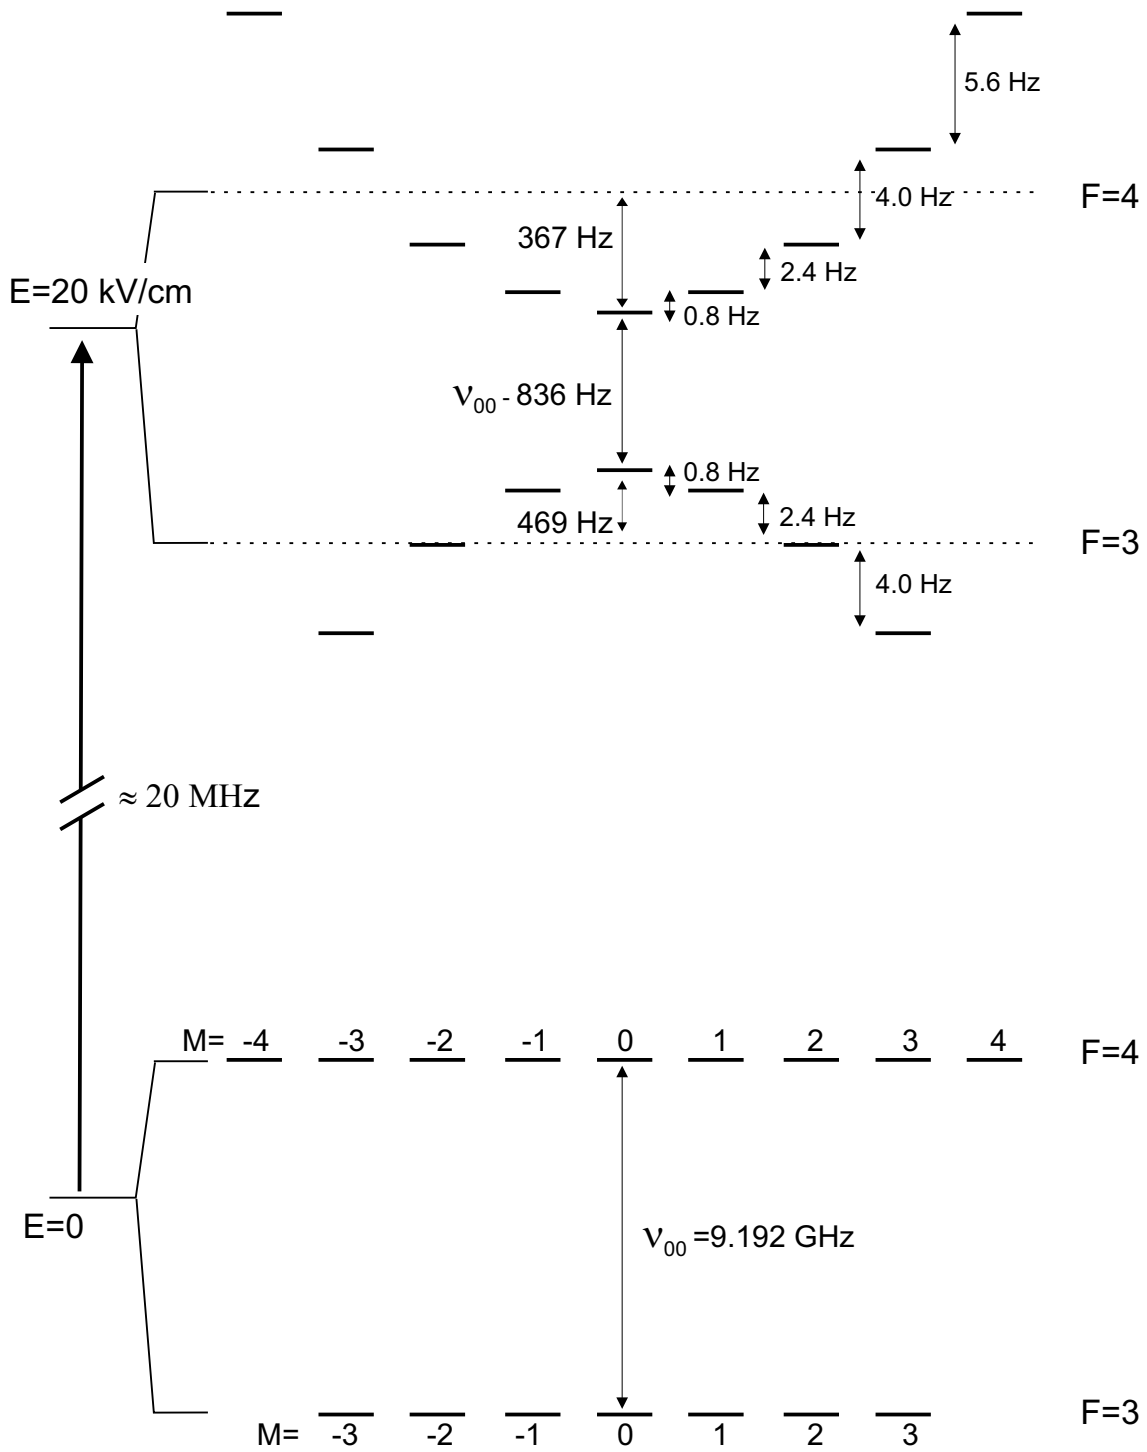 5.6 Hz
4.0 Hz
F=4
367 Hz
2.4 Hz
E=20 kV/cm
0.8 Hz
ν₀₀ - 836 Hz
0.8 Hz
469 Hz
2.4 Hz
F=3
4.0 Hz
≈ 20 MHz
M= -4 -3 -2 -1 0 1 2 3 4
F=4
E=0
ν₀₀ =9.192 GHz
F=3
M= -3 -2 -1 0 1 2 3